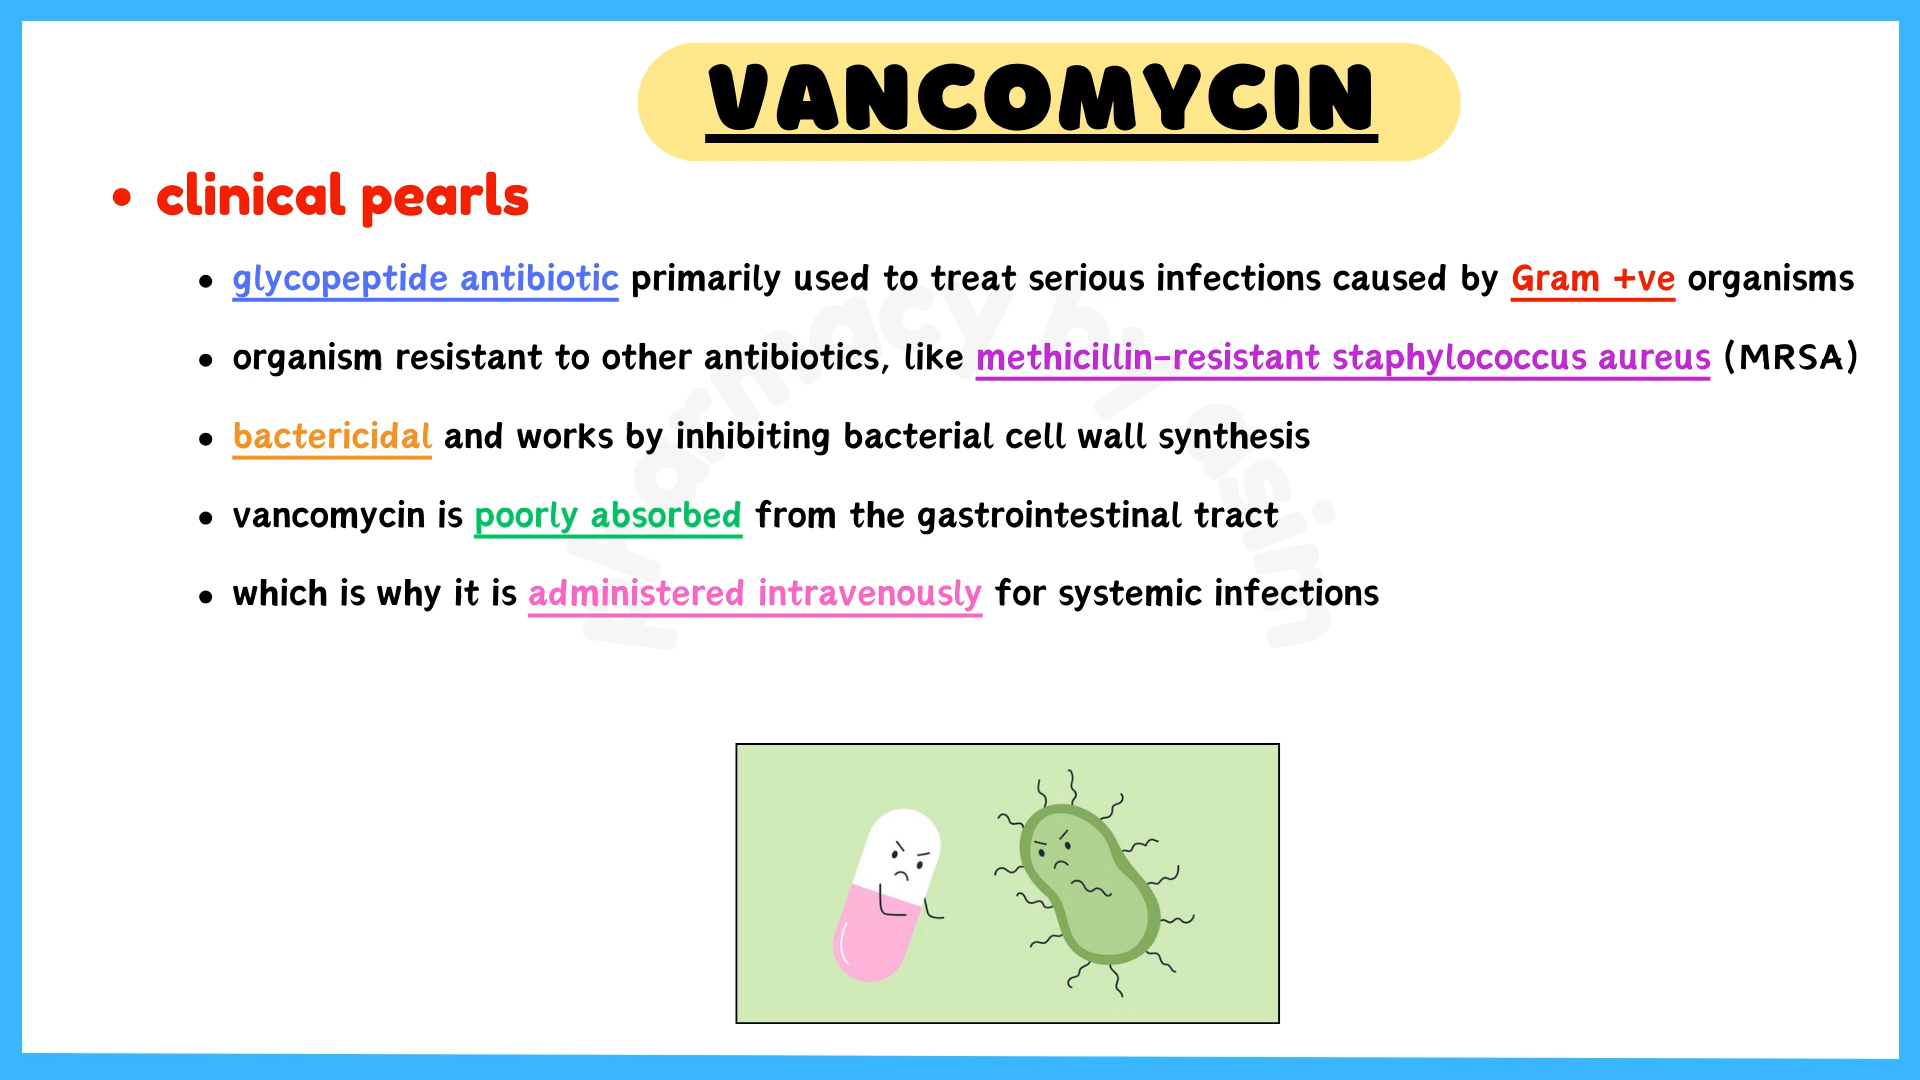 VANCOMYCIN
• clinical pearls
• glycopeptide antibiotic primarily used to treat serious infections caused by Gram +ve organisms
• organism resistant to other antibiotics, like methicillin-resistant staphylococcus aureus (MRSA)
• bactericidal and works by inhibiting bacterial cell wall synthesis
• vancomycin is poorly absorbed from the gastrointestinal tract
• which is why it is administered intravenously for systemic infections